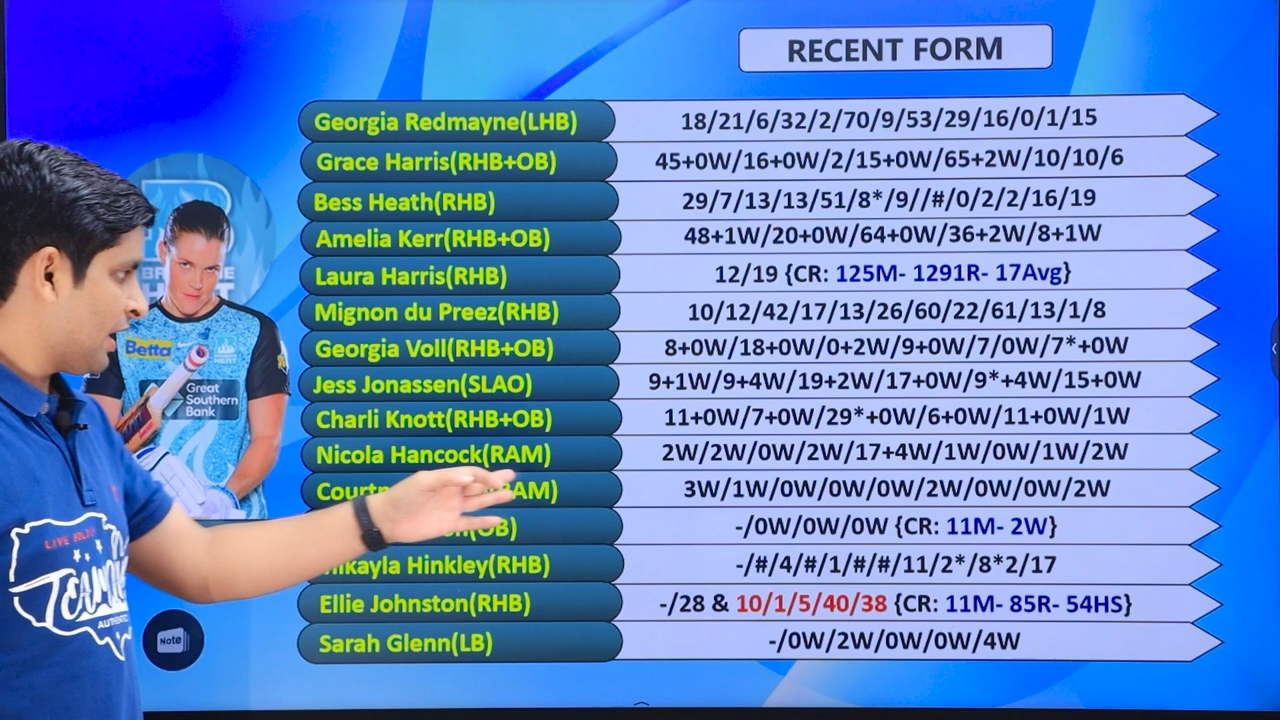 RECENT FORM
Georgia Redmayne(LHB) 18/21/6/32/2/70/9/53/29/16/0/1/15
Grace Harris(RHB+OB) 45+0W/16+0W/2/15+0W/65+2W/10/10/6
Bess Heath(RHB) 29/7/13/13/51/8*/9//#/0/2/2/16/19
Amelia Kerr(RHB+OB) 48+1W/20+0W/64+0W/36+2W/8+1W
Laura Harris(RHB) 12/19 {CR: 125M- 1291R- 17Avg}
Mignon du Preez(RHB) 10/12/42/17/13/26/60/22/61/13/1/8
Georgia Voll(RHB+OB) 8+0W/18+0W/0+2W/9+0W/7/0W/7*+0W
Jess Jonassen(SLAO) 9+1W/9+4W/19+2W/17+0W/9*+4W/15+0W
Charli Knott(RHB+OB) 11+0W/7+0W/29*+0W/6+0W/11+0W/1W
Nicola Hancock(RAM) 2W/2W/0W/2W/17+4W/1W/0W/1W/2W
3W/1W/0W/0W/0W/2W/0W/0W/2W
-/0W/0W/0W {CR: 11M- 2W}
Hinkley(RHB) -/#/4/#/1/#/#/11/2*/8*2/17
Ellie Johnston(RHB) -/28 & 10/1/5/40/38 {CR: 11M- 85R- 54HS}
Sarah Glenn(LB) -/0W/2W/0W/0W/4W
Betta
Great
Southern
Bank
Note